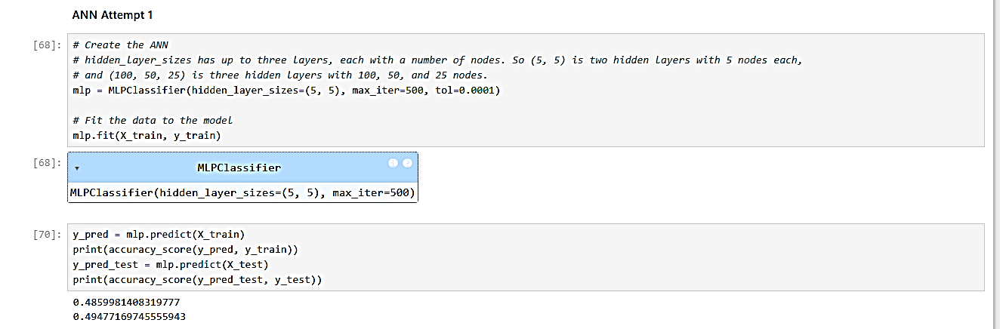 ANN Attempt 1
[68]: # Create the ANN
# hidden_layer_sizes has up to three layers, each with a number of nodes. So (5, 5) is two hidden layers with 5 nodes each,
# and (100, 50, 25) is three hidden layers with 100, 50, and 25 nodes.
mlp = MLPClassifier(hidden_layer_sizes=(5, 5), max_iter=500, tol=0.0001)
# Fit the data to the model
mlp.fit(X_train, y_train)
[68]: ▾ MLPClassifier i ?
MLPClassifier(hidden_layer_sizes=(5, 5), max_iter=500)
[70]: y_pred = mlp.predict(X_train)
print(accuracy_score(y_pred, y_train))
y_pred_test = mlp.predict(X_test)
print(accuracy_score(y_pred_test, y_test))
0.4859981408319777
0.49477169745555943